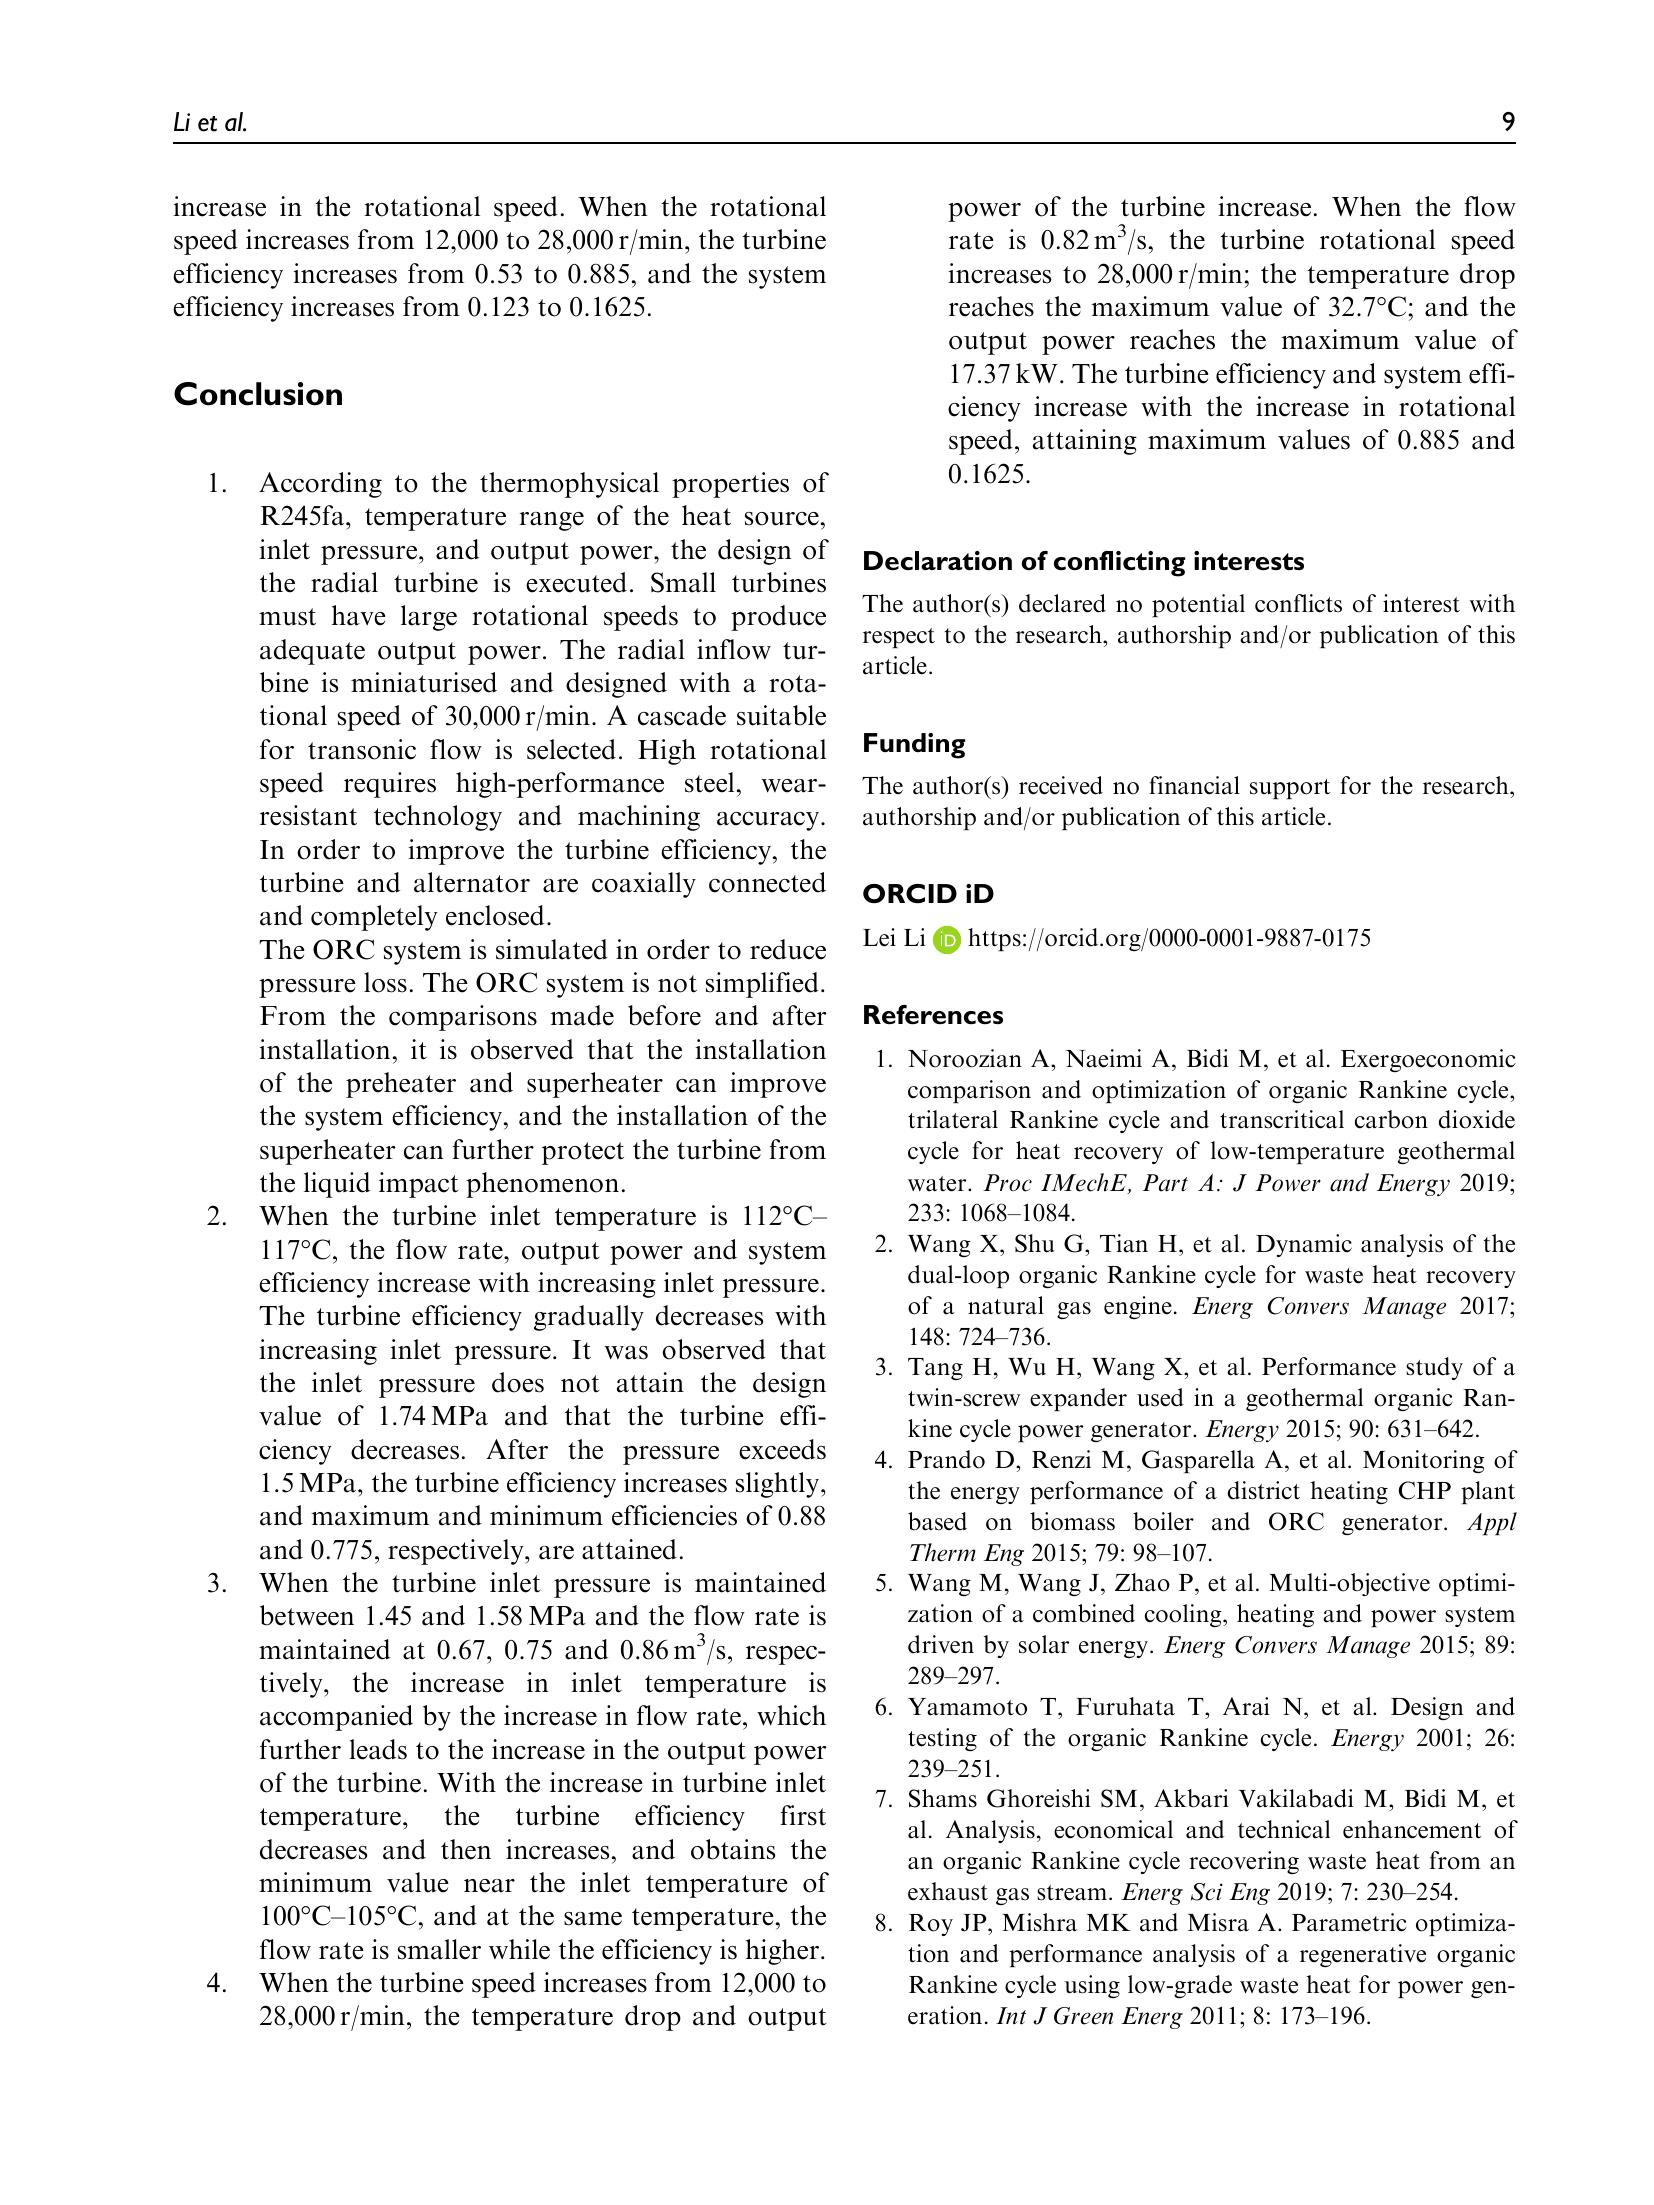 Li et al.
9
increase in the rotational speed. When the rotational
speed increases from 12,000 to 28,000 r/min, the turbine
efficiency increases from 0.53 to 0.885, and the system
efficiency increases from 0.123 to 0.1625.
Conclusion
1. According to the thermophysical properties of
R245fa, temperature range of the heat source,
inlet pressure, and output power, the design of
the radial turbine is executed. Small turbines
must have large rotational speeds to produce
adequate output power. The radial inflow tur-
bine is miniaturised and designed with a rota-
tional speed of 30,000 r/min. A cascade suitable
for transonic flow is selected. High rotational
speed requires high-performance steel, wear-
resistant technology and machining accuracy.
In order to improve the turbine efficiency, the
turbine and alternator are coaxially connected
and completely enclosed.
The ORC system is simulated in order to reduce
pressure loss. The ORC system is not simplified.
From the comparisons made before and after
installation, it is observed that the installation
of the preheater and superheater can improve
the system efficiency, and the installation of the
superheater can further protect the turbine from
the liquid impact phenomenon.
2. When the turbine inlet temperature is 112°C–
117°C, the flow rate, output power and system
efficiency increase with increasing inlet pressure.
The turbine efficiency gradually decreases with
increasing inlet pressure. It was observed that
the inlet pressure does not attain the design
value of 1.74 MPa and that the turbine effi-
ciency decreases. After the pressure exceeds
1.5 MPa, the turbine efficiency increases slightly,
and maximum and minimum efficiencies of 0.88
and 0.775, respectively, are attained.
3. When the turbine inlet pressure is maintained
between 1.45 and 1.58 MPa and the flow rate is
maintained at 0.67, 0.75 and 0.86 m³/s, respec-
tively, the increase in inlet temperature is
accompanied by the increase in flow rate, which
further leads to the increase in the output power
of the turbine. With the increase in turbine inlet
temperature, the turbine efficiency first
decreases and then increases, and obtains the
minimum value near the inlet temperature of
100°C–105°C, and at the same temperature, the
flow rate is smaller while the efficiency is higher.
4. When the turbine speed increases from 12,000 to
28,000 r/min, the temperature drop and output
power of the turbine increase. When the flow
rate is 0.82 m³/s, the turbine rotational speed
increases to 28,000 r/min; the temperature drop
reaches the maximum value of 32.7°C; and the
output power reaches the maximum value of
17.37 kW. The turbine efficiency and system effi-
ciency increase with the increase in rotational
speed, attaining maximum values of 0.885 and
0.1625.
Declaration of conflicting interests
The author(s) declared no potential conflicts of interest with
respect to the research, authorship and/or publication of this
article.
Funding
The author(s) received no financial support for the research,
authorship and/or publication of this article.
ORCID iD
Lei Li iD https://orcid.org/0000-0001-9887-0175
References
1. Noroozian A, Naeimi A, Bidi M, et al. Exergoeconomic
comparison and optimization of organic Rankine cycle,
trilateral Rankine cycle and transcritical carbon dioxide
cycle for heat recovery of low-temperature geothermal
water. Proc IMechE, Part A: J Power and Energy 2019;
233: 1068–1084.
2. Wang X, Shu G, Tian H, et al. Dynamic analysis of the
dual-loop organic Rankine cycle for waste heat recovery
of a natural gas engine. Energ Convers Manage 2017;
148: 724–736.
3. Tang H, Wu H, Wang X, et al. Performance study of a
twin-screw expander used in a geothermal organic Ran-
kine cycle power generator. Energy 2015; 90: 631–642.
4. Prando D, Renzi M, Gasparella A, et al. Monitoring of
the energy performance of a district heating CHP plant
based on biomass boiler and ORC generator. Appl
Therm Eng 2015; 79: 98–107.
5. Wang M, Wang J, Zhao P, et al. Multi-objective optimi-
zation of a combined cooling, heating and power system
driven by solar energy. Energ Convers Manage 2015; 89:
289–297.
6. Yamamoto T, Furuhata T, Arai N, et al. Design and
testing of the organic Rankine cycle. Energy 2001; 26:
239–251.
7. Shams Ghoreishi SM, Akbari Vakilabadi M, Bidi M, et
al. Analysis, economical and technical enhancement of
an organic Rankine cycle recovering waste heat from an
exhaust gas stream. Energ Sci Eng 2019; 7: 230–254.
8. Roy JP, Mishra MK and Misra A. Parametric optimiza-
tion and performance analysis of a regenerative organic
Rankine cycle using low-grade waste heat for power gen-
eration. Int J Green Energ 2011; 8: 173–196.